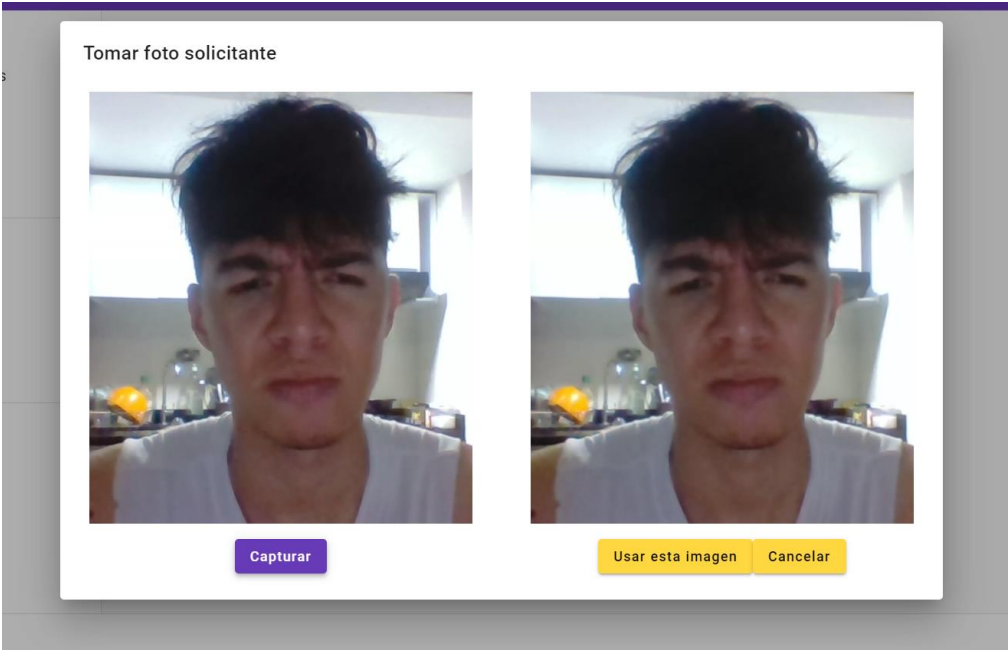 Tomar foto solicitante
s
Capturar
Usar esta imagen
Cancelar